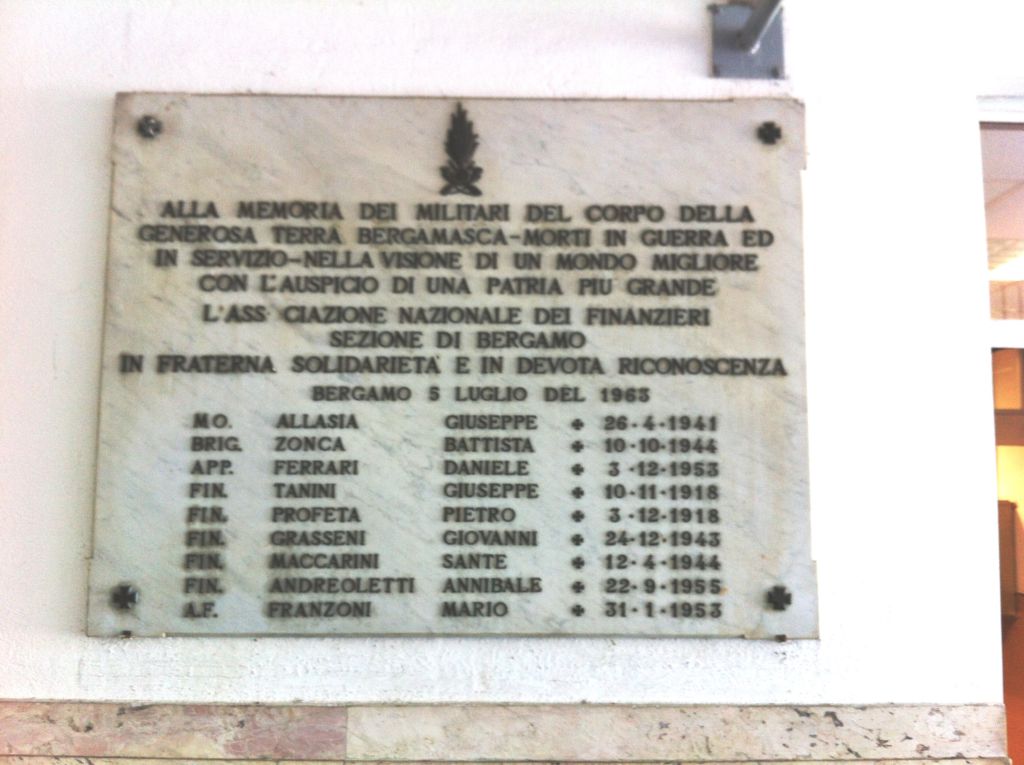 ALLA MEMORIA DEI MILITARI DEL CORPO DELLA
GENEROSA TERRA BERGAMASCA-MORTI IN GUERRA ED
IN SERVIZIO-NELLA VISIONE DI UN MONDO MIGLIORE
CON L'AUSPICIO DI UNA PATRIA PIU GRANDE
L'ASS CIAZIONE NAZIONALE DEI FINANZIERI
SEZIONE DI BERGAMO
IN FRATERNA SOLIDARIETA' E IN DEVOTA RICONOSCENZA
BERGAMO 5 LUGLIO DEL 1963
MO. ALLASIA GIUSEPPE + 26-4-1941
BRIG. ZONCA BATTISTA + 10-10-1944
APP. FERRARI DANIELE + 3-12-1953
FIN. TANINI GIUSEPPE + 10-11-1918
FIN. PROFETA PIETRO + 3-12-1918
FIN. GRASSENI GIOVANNI + 24-12-1943
FIN. MACCARINI SANTE + 12-4-1944
FIN. ANDREOLETTI ANNIBALE + 22-9-1955
A.F. FRANZONI MARIO + 31-1-1953